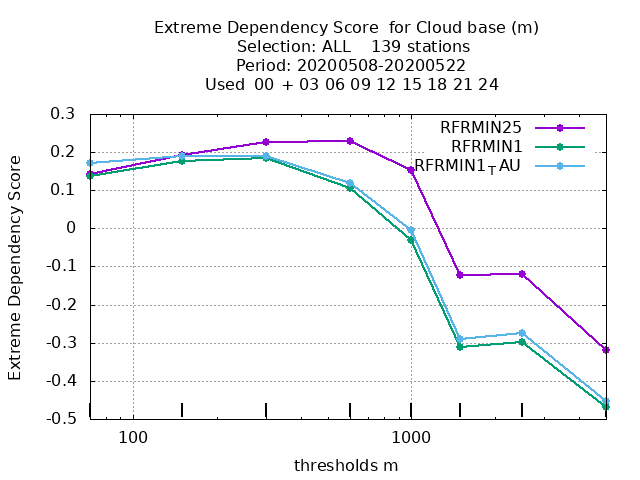 Extreme Dependency Score  for Cloud base (m)
Selection: ALL    139 stations
Period: 20200508-20200522
Used  00 + 03 06 09 12 15 18 21 24
RFRMIN25
RFRMIN1
RFRMIN1TAU
Extreme Dependency Score
0.3
0.2
0.1
0
-0.1
-0.2
-0.3
-0.4
-0.5
100
1000
thresholds m